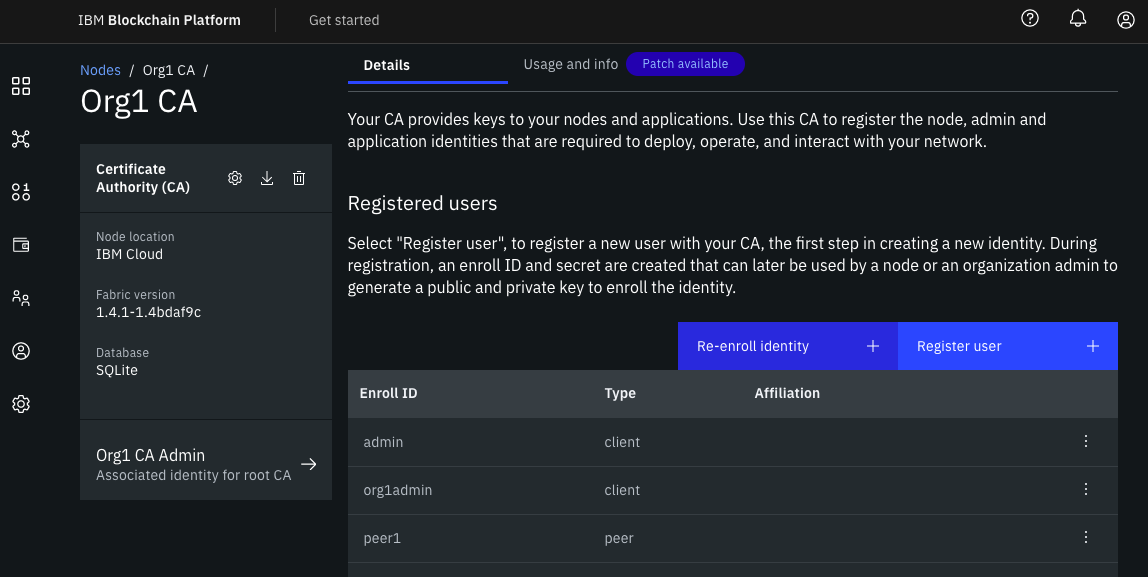 IBM Blockchain Platform
Get started
Nodes / Org1 CA /
Org1 CA
Certificate
Authority (CA)
Node location
IBM Cloud
Fabric version
1.4.1-1.4bdaf9c
Database
SQLite
Org1 CA Admin
Associated identity for root CA
Details
Usage and info
Patch available
Your CA provides keys to your nodes and applications. Use this CA to register the node, admin and
application identities that are required to deploy, operate, and interact with your network.
Registered users
Select "Register user", to register a new user with your CA, the first step in creating a new identity. During
registration, an enroll ID and secret are created that can later be used by a node or an organization admin to
generate a public and private key to enroll the identity.
Re-enroll identity +
Register user +
Enroll ID Type Affiliation
admin client
org1admin client
peer1 peer